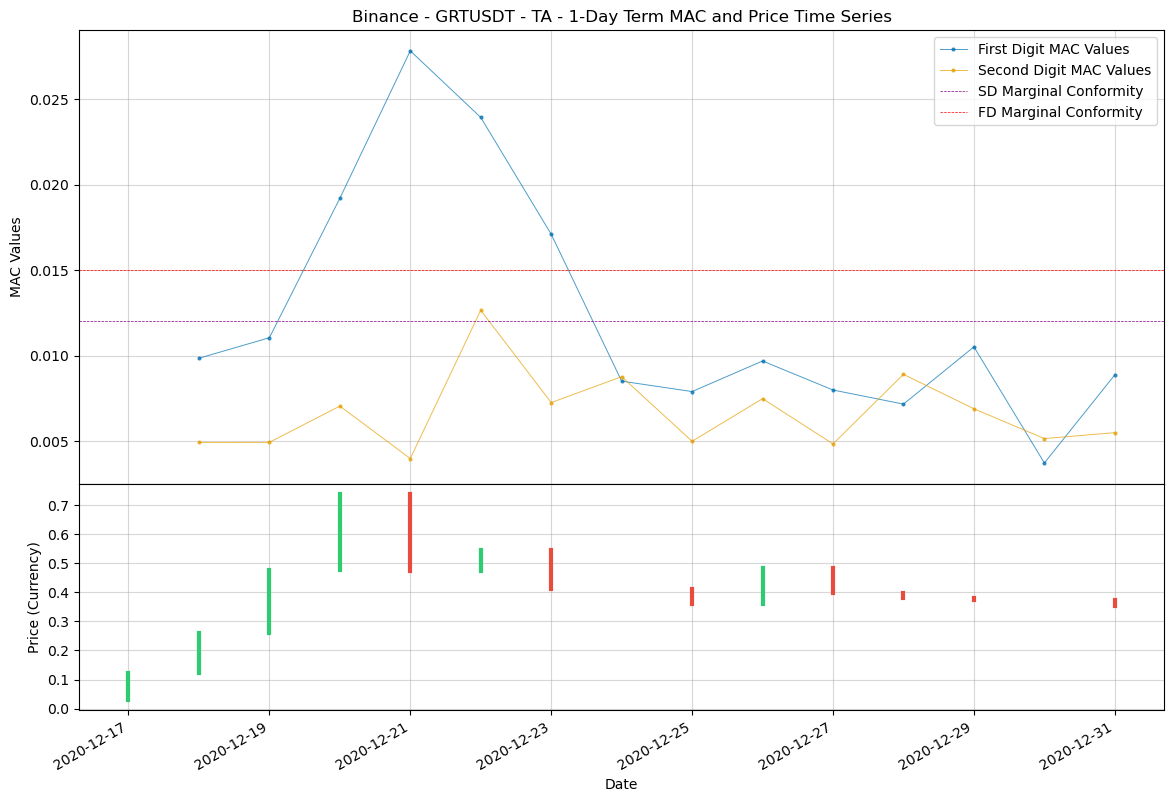 Binance - GRTUSDT - TA - 1-Day Term MAC and Price Time Series
First Digit MAC Values
Second Digit MAC Values
SD Marginal Conformity
FD Marginal Conformity
MAC Values
0.025
0.020
0.015
0.010
0.005
Price (Currency)
0.7
0.6
0.5
0.4
0.3
0.2
0.1
0.0
2020-12-17
2020-12-19
2020-12-21
2020-12-23
2020-12-25
2020-12-27
2020-12-29
2020-12-31
Date